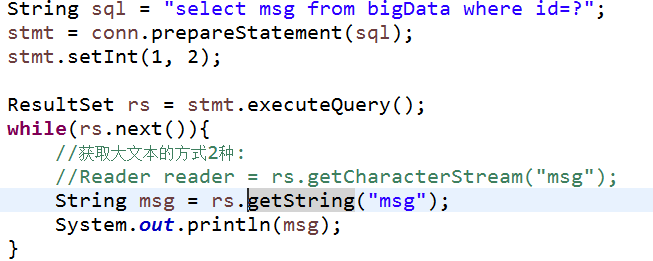 String sql = "select msg from bigData where id=?";
stmt = conn.prepareStatement(sql);
stmt.setInt(1, 2);
ResultSet rs = stmt.executeQuery();
while(rs.next()){
//获取大文本的方式2种:
//Reader reader = rs.getCharacterStream("msg");
String msg = rs.getString("msg");
System.out.println(msg);
}